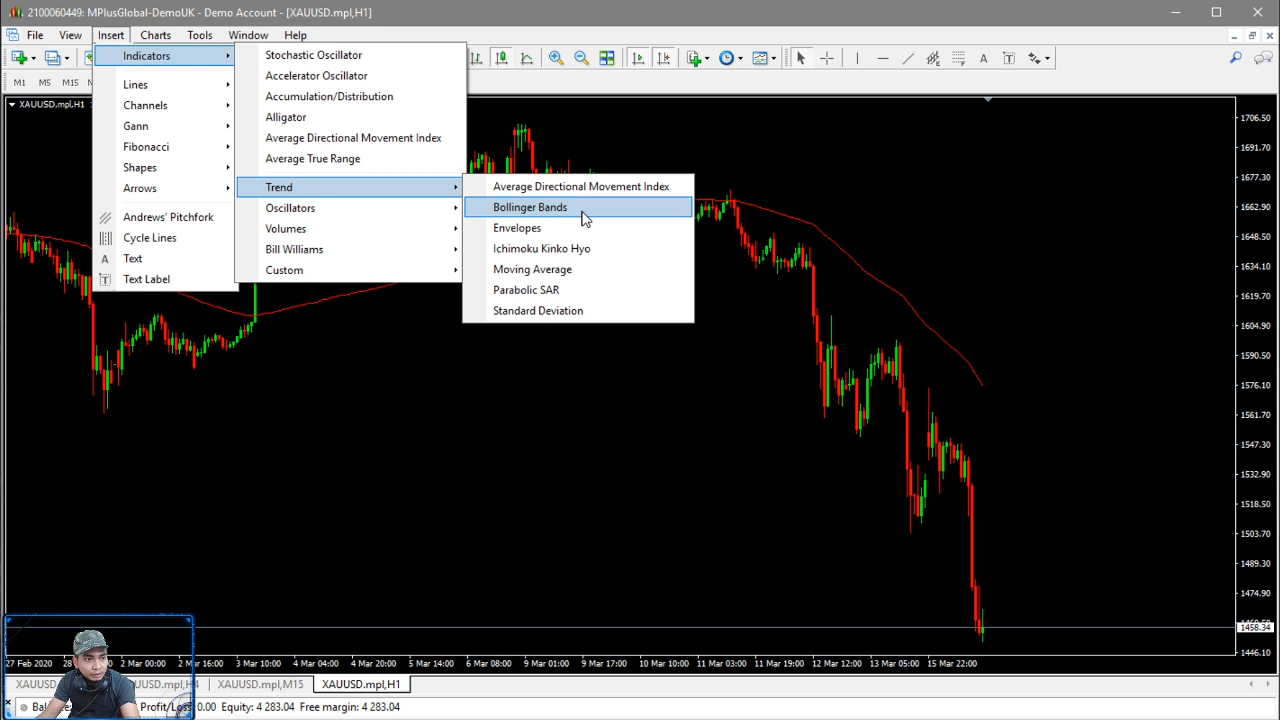 2100060449: MPlusGlobal-DemoUK - Demo Account - [XAUUSD.mpl,H1]
File View Insert Charts Tools Window Help
M1 M5 M15
XAUUSD.mpl,H1
Indicators
Lines
Channels
Gann
Fibonacci
Shapes
Arrows
Andrews' Pitchfork
Cycle Lines
Text
Text Label
Stochastic Oscillator
Accelerator Oscillator
Accumulation/Distribution
Alligator
Average Directional Movement Index
Average True Range
Trend
Oscillators
Volumes
Bill Williams
Custom
Average Directional Movement Index
Bollinger Bands
Envelopes
Ichimoku Kinko Hyo
Moving Average
Parabolic SAR
Standard Deviation
1706.50
1691.70
1677.30
1662.90
1648.50
1634.10
1619.70
1604.90
1590.50
1576.10
1561.70
1547.30
1532.90
1518.50
1503.70
1489.30
1474.90
1458.34
1446.10
27 Feb 2020 2 Mar 00:00 2 Mar 16:00 3 Mar 10:00 4 Mar 04:00 4 Mar 20:00 5 Mar 14:00 6 Mar 08:00 9 Mar 01:00 9 Mar 17:00 10 Mar 10:00 11 Mar 03:00 11 Mar 19:00 12 Mar 12:00 13 Mar 05:00 15 Mar 22:00
XAUUSD.mpl,M15 XAUUSD.mpl,H1
0.00 Equity: 4 283.04 Free margin: 4 283.04